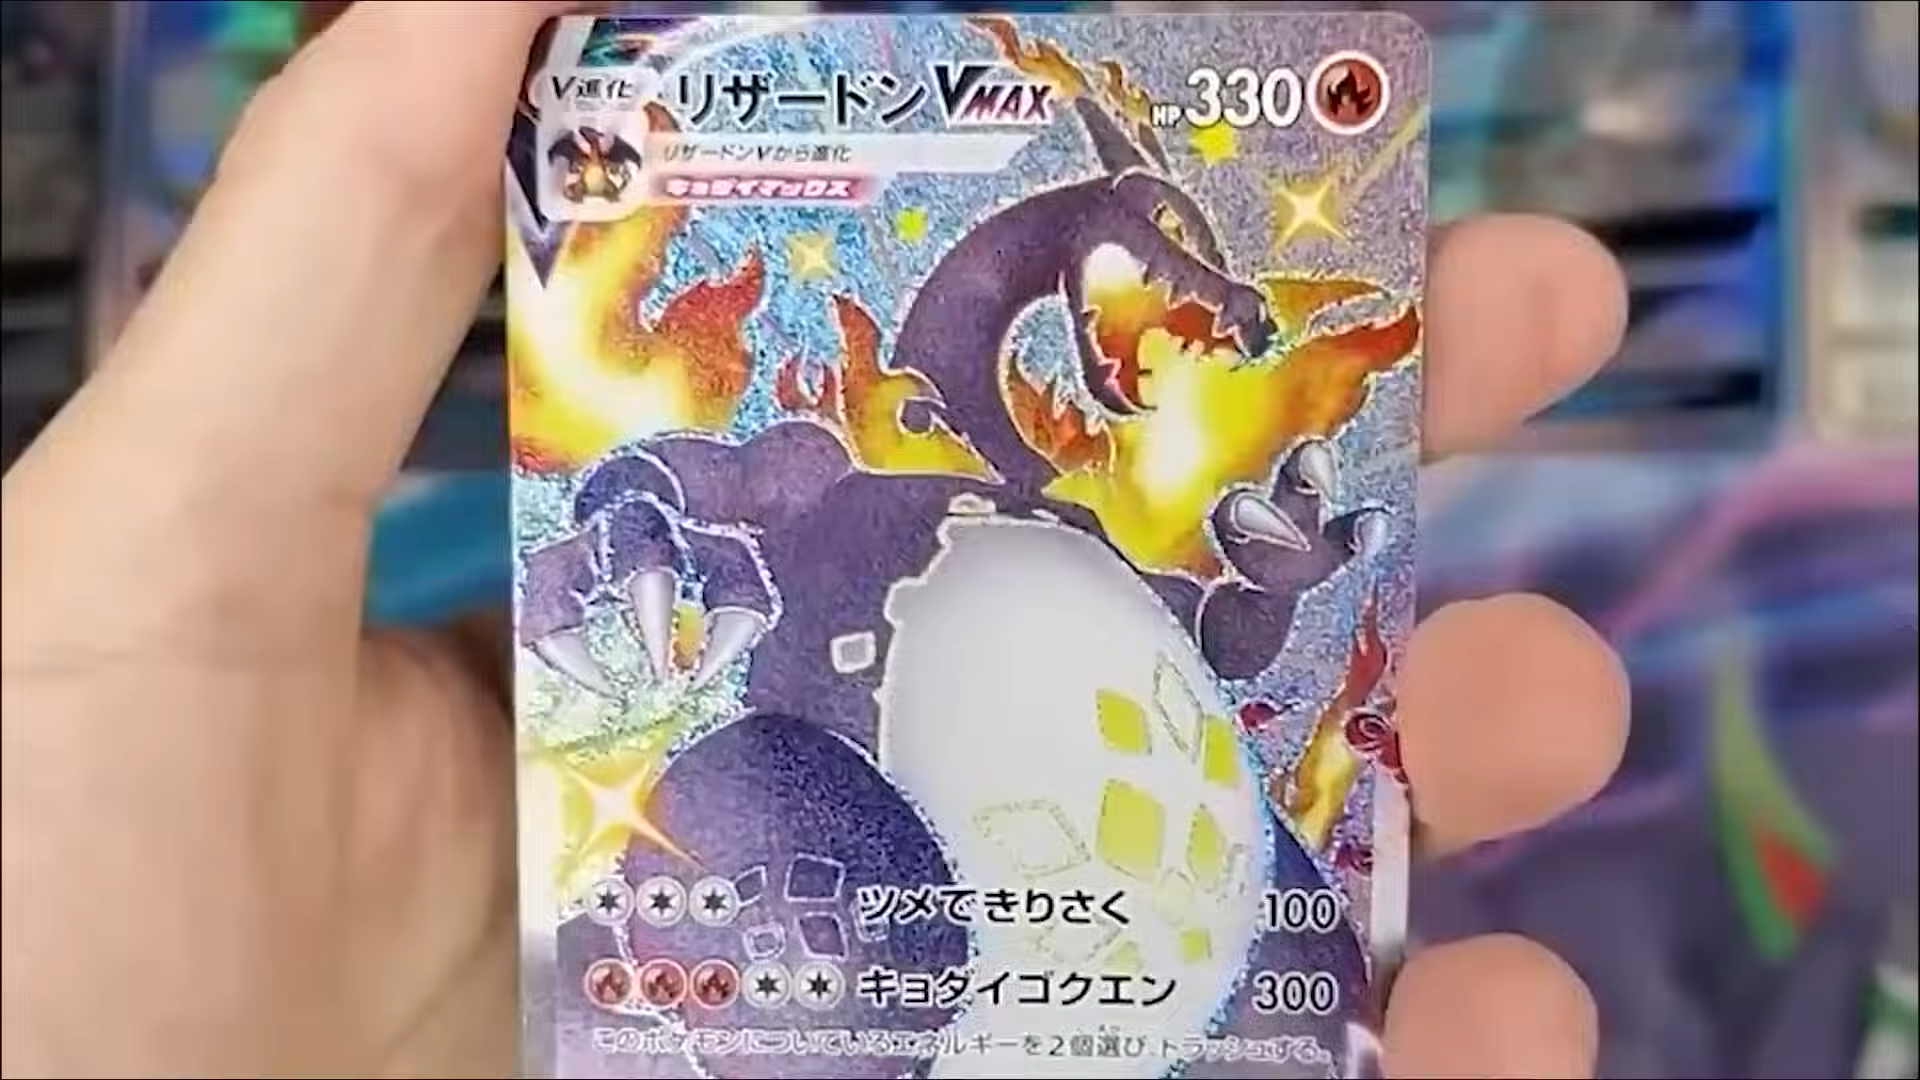 V進化 リザードンVMAX HP330
リザードンVから進化
キョダイマックス
ツメできりさく 100
キョダイゴクエン 300
このポケモンについているエネルギーを2個選び、トラッシュする。